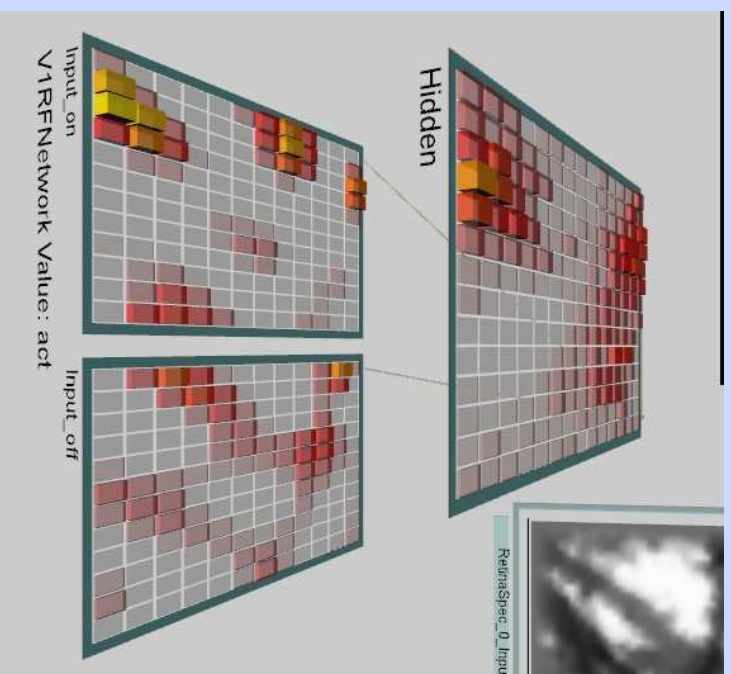 Hidden
Input_on
V1RFNetwork Value: act
Input_off
RetinaSpec_0_Inpu